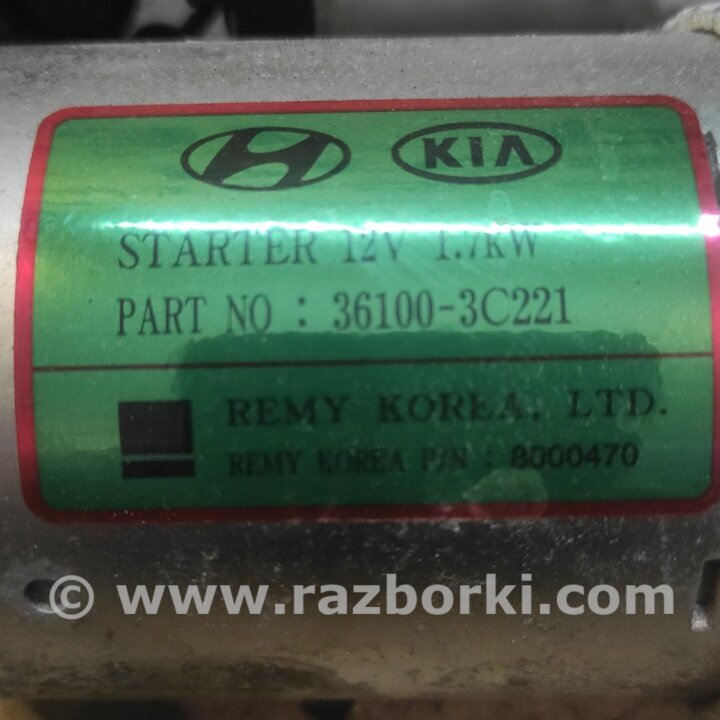 KIA
STARTER 12V 1.7kW
PART NO : 36100-3C221
REMY KOREA, LTD.
REMY KOREA P/N : 8000470
© www.razborki.com